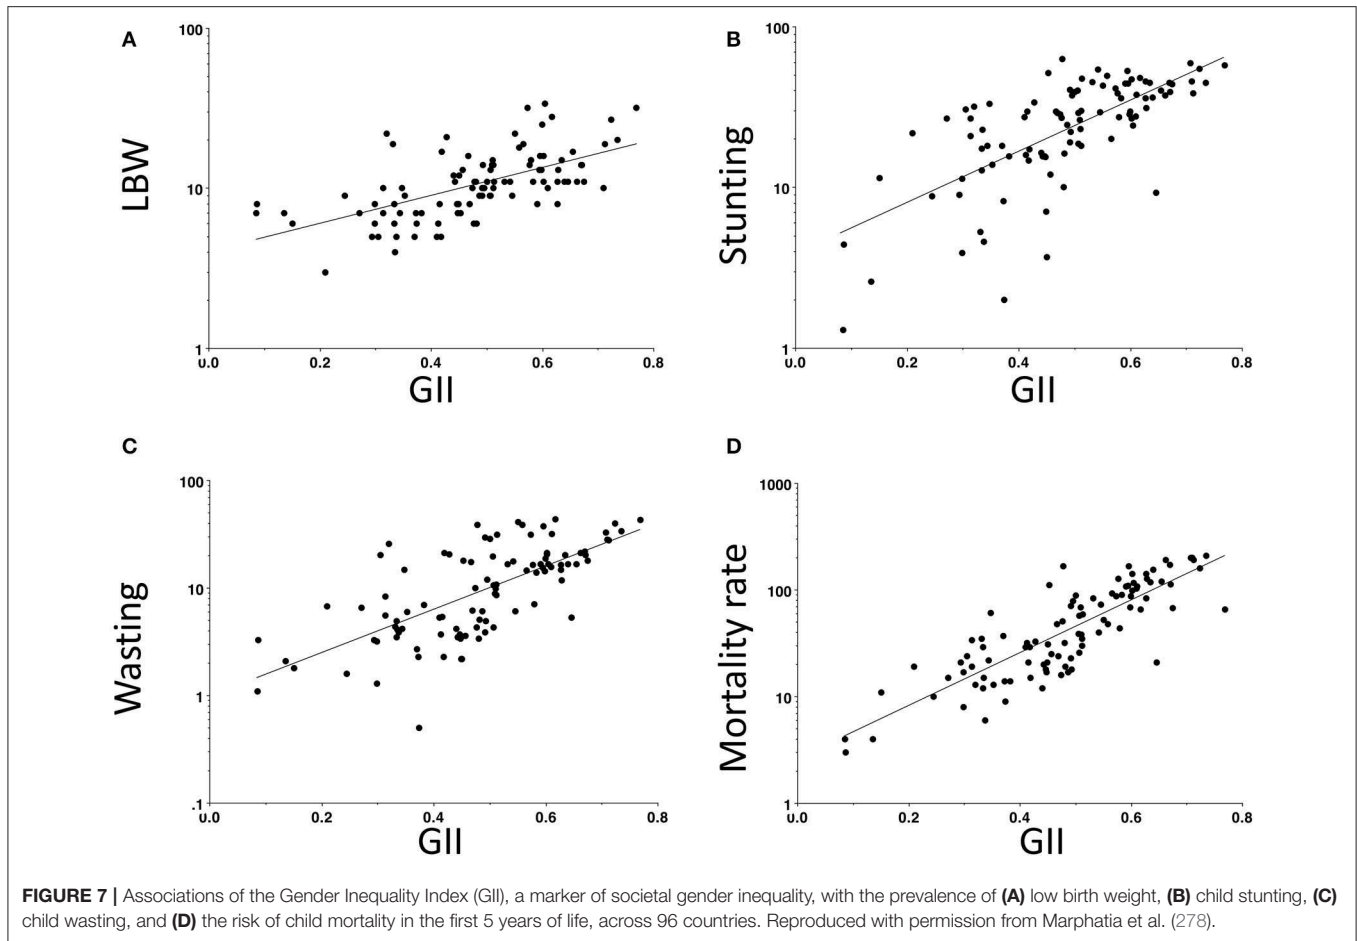 A
B
LBW
10
1
0.0
0.2
0.4
0.6
0.8
GII
Stunting
100
10
1
0.0
0.2
0.4
0.6
0.8
GII
C
D
Wasting
100
10
1
.1
0.0
0.2
0.4
0.6
0.8
GII
Mortality rate
1000
100
10
1
0.0
0.2
0.4
0.6
0.8
GII
FIGURE 7 | Associations of the Gender Inequality Index (GII), a marker of societal gender inequality, with the prevalence of (A) low birth weight, (B) child stunting, (C)
child wasting, and (D) the risk of child mortality in the first 5 years of life, across 96 countries. Reproduced with permission from Marphatia et al. (278).